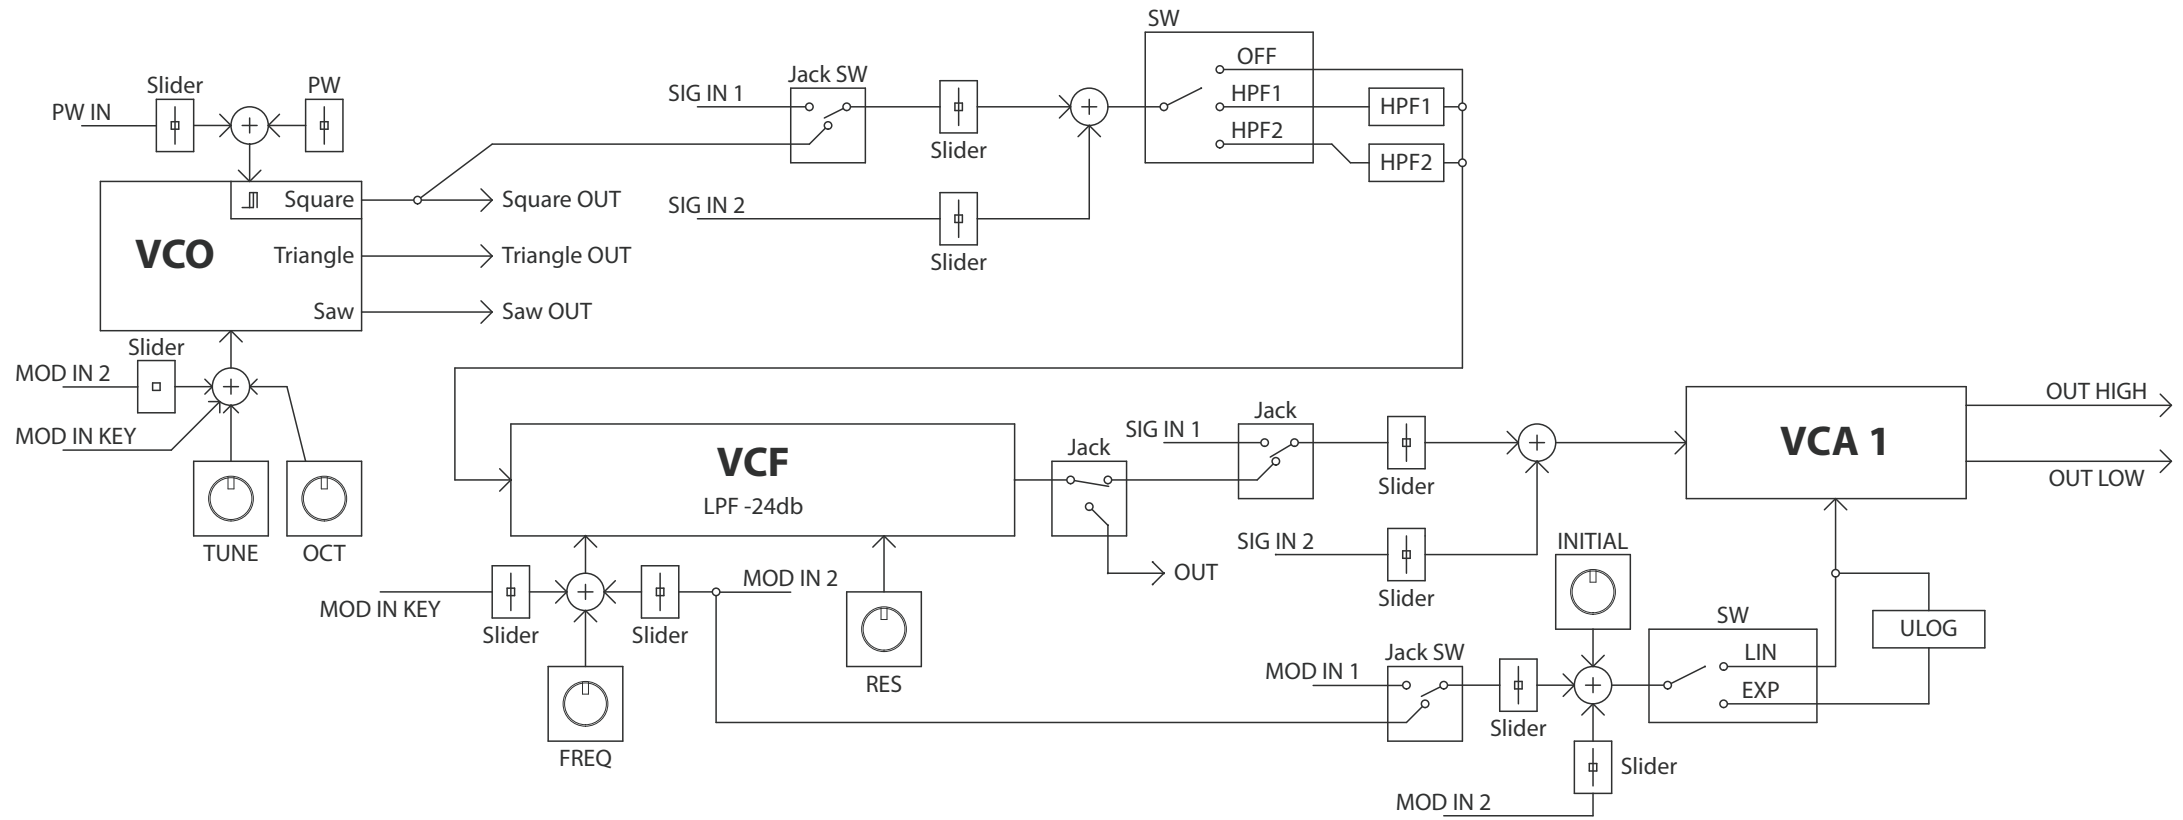 SW
OFF
HPF1
HPF1
HPF2
HPF2
Jack SW
SIG IN 1
Slider
SIG IN 2
Slider
Slider
PW
PW IN
Square
Square OUT
VCO
Triangle
Triangle OUT
Saw
Saw OUT
Slider
MOD IN 2
MOD IN KEY
TUNE
OCT
VCF
LPF -24db
Jack
OUT
MOD IN KEY
Slider
Slider
MOD IN 2
FREQ
RES
Jack
SIG IN 1
Slider
SIG IN 2
Slider
VCA 1
OUT HIGH
OUT LOW
INITIAL
SW
LIN
EXP
ULOG
Jack SW
MOD IN 1
Slider
Slider
MOD IN 2